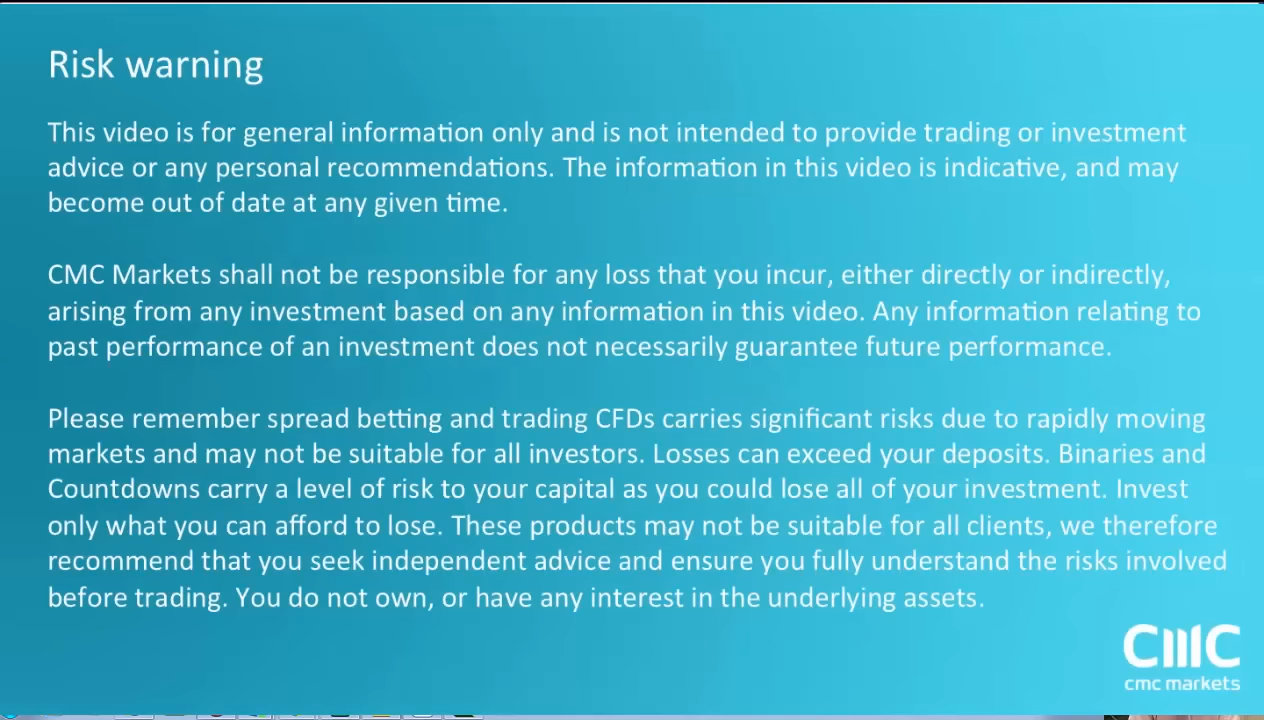 Risk warning
This video is for general information only and is not intended to provide trading or investment
advice or any personal recommendations. The information in this video is indicative, and may
become out of date at any given time.
CMC Markets shall not be responsible for any loss that you incur, either directly or indirectly,
arising from any investment based on any information in this video. Any information relating to
past performance of an investment does not necessarily guarantee future performance.
Please remember spread betting and trading CFDs carries significant risks due to rapidly moving
markets and may not be suitable for all investors. Losses can exceed your deposits. Binaries and
Countdowns carry a level of risk to your capital as you could lose all of your investment. Invest
only what you can afford to lose. These products may not be suitable for all clients, we therefore
recommend that you seek independent advice and ensure you fully understand the risks involved
before trading. You do not own, or have any interest in the underlying assets.
CMC
cmc markets